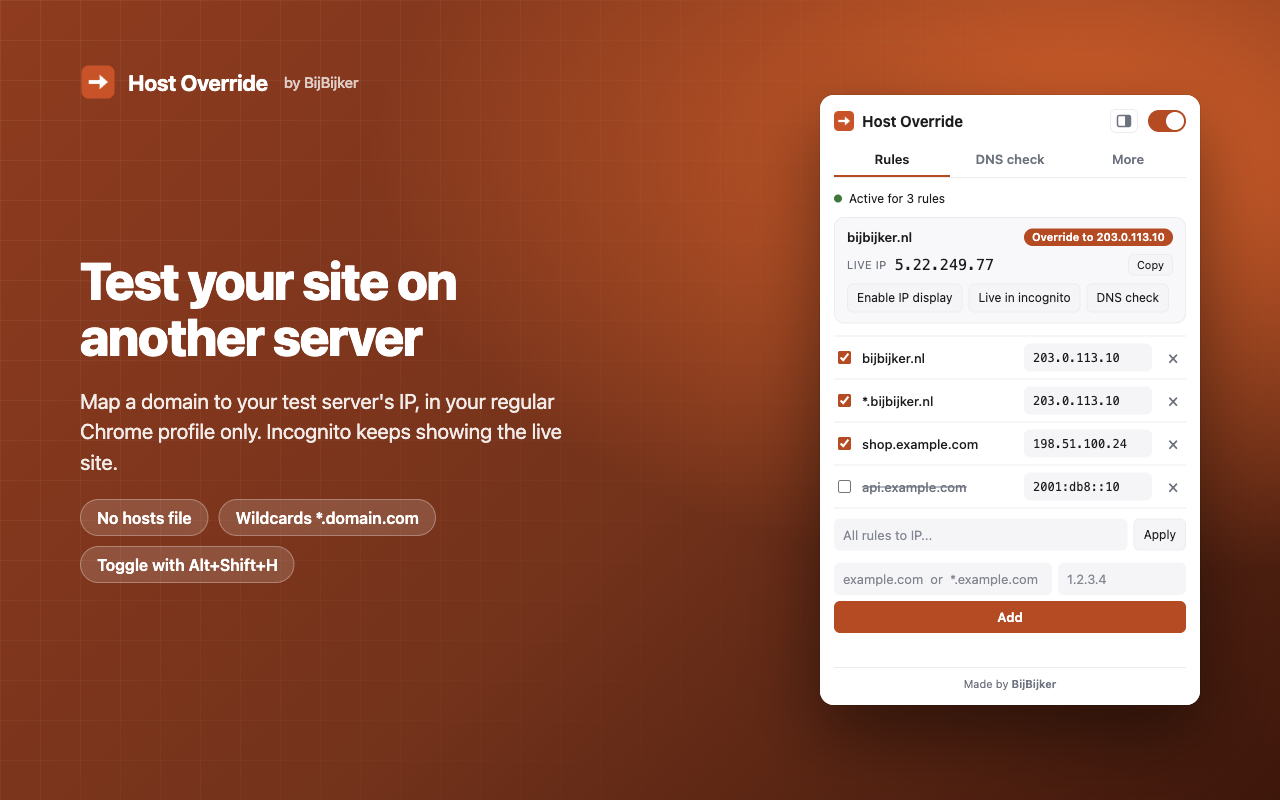 Host Override by BijBijker
Test your site on
another server
Map a domain to your test server's IP, in your regular
Chrome profile only. Incognito keeps showing the live
site.
No hosts file
Wildcards *.domain.com
Toggle with Alt+Shift+H
Host Override
Rules
DNS check
More
Active for 3 rules
bijbijker.nl
Override to 203.0.113.10
LIVE IP 5.22.249.77
Copy
Enable IP display
Live in incognito
DNS check
bijbijker.nl 203.0.113.10 ×
*.bijbijker.nl 203.0.113.10 ×
shop.example.com 198.51.100.24 ×
api.example.com 2001:db8::10 ×
All rules to IP...
Apply
example.com or *.example.com
1.2.3.4
Add
Made by BijBijker